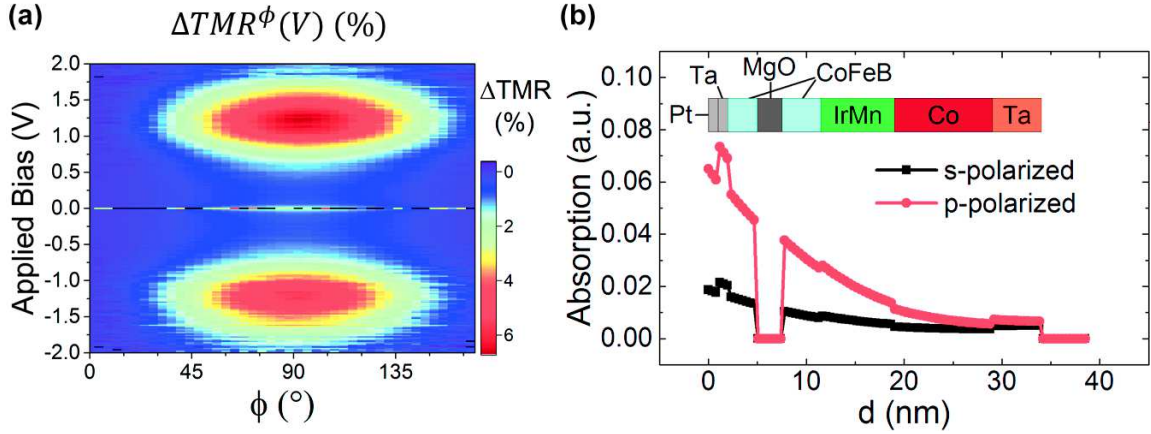 (a)
ΔTMR^ϕ(V) (%)
Applied Bias (V)
2.0
1.5
1.0
0.5
0.0
-0.5
-1.0
-1.5
-2.0
0 45 90 135
ϕ (°)
ΔTMR
(%)
0
2
4
6
(b)
Absorption (a.u.)
0.10
0.08
0.06
0.04
0.02
0.00
Ta MgO CoFeB
Pt IrMn Co Ta
s-polarized
p-polarized
0 10 20 30 40
d (nm)